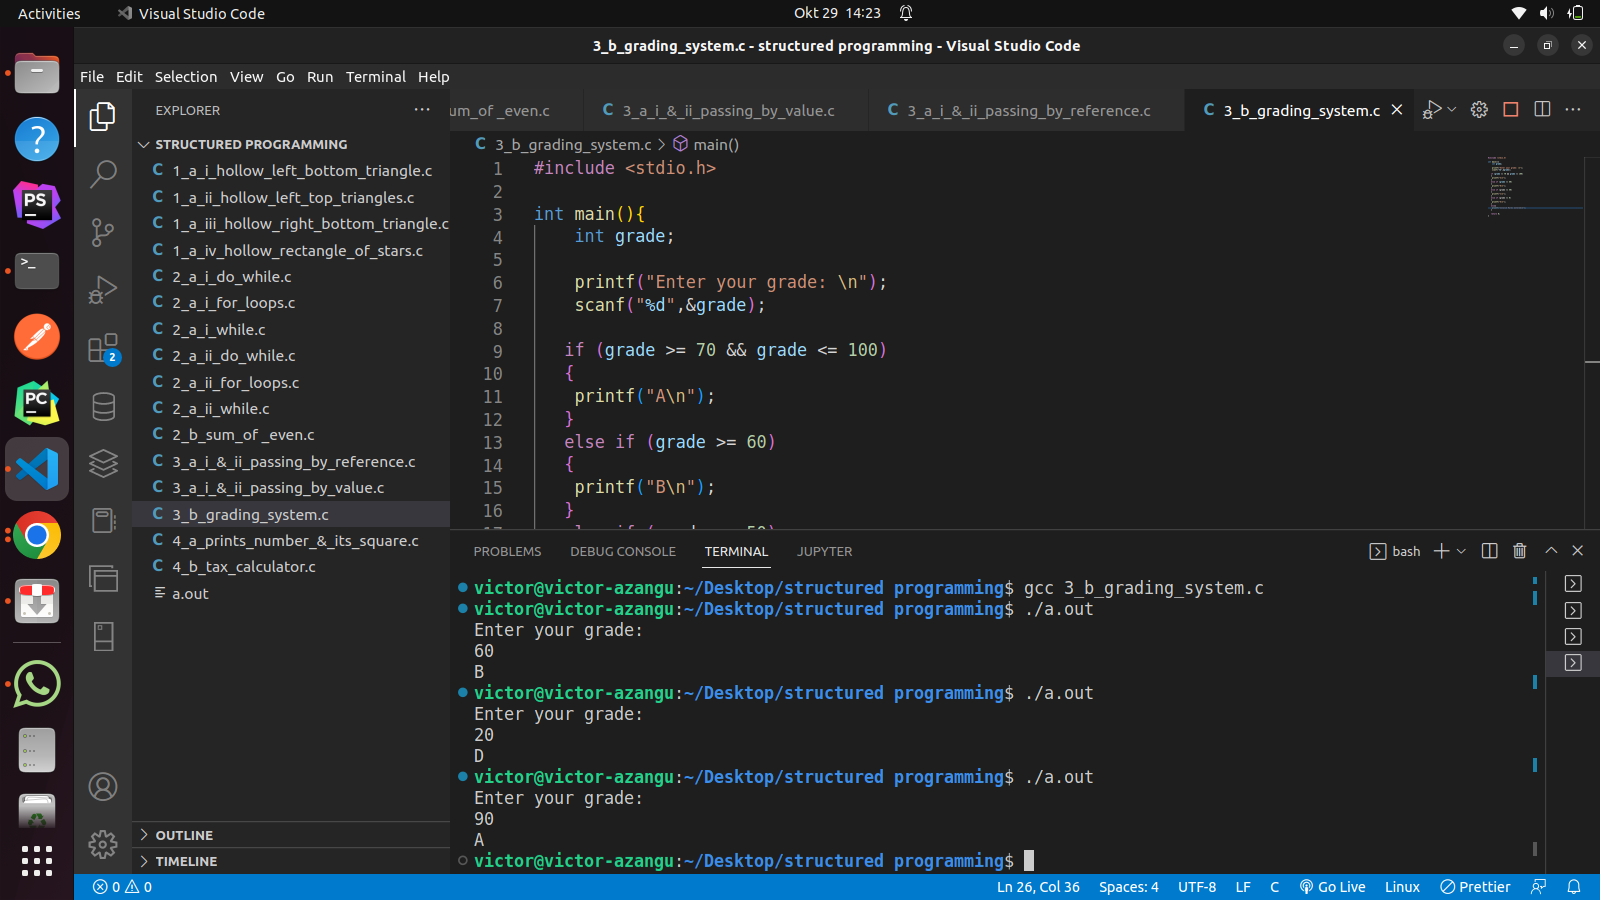 Activities
Visual Studio Code
Okt 29 14:23
3_b_grading_system.c - structured programming - Visual Studio Code
File Edit Selection View Go Run Terminal Help
EXPLORER
STRUCTURED PROGRAMMING
C 1_a_i_hollow_left_bottom_triangle.c
C 1_a_ii_hollow_left_top_triangles.c
C 1_a_iii_hollow_right_bottom_triangle.c
C 1_a_iv_hollow_rectangle_of_stars.c
C 2_a_i_do_while.c
C 2_a_i_for_loops.c
C 2_a_i_while.c
C 2_a_ii_do_while.c
C 2_a_ii_for_loops.c
C 2_a_ii_while.c
C 2_b_sum_of _even.c
C 3_a_i_&_ii_passing_by_reference.c
C 3_a_i_&_ii_passing_by_value.c
C 3_b_grading_system.c
C 4_a_prints_number_&_its_square.c
C 4_b_tax_calculator.c
a.out
OUTLINE
TIMELINE
PS
PC
>_
?
2
um_of _even.c
C 3_a_i_&_ii_passing_by_value.c
C 3_a_i_&_ii_passing_by_reference.c
C 3_b_grading_system.c
C 3_b_grading_system.c > main()
1 #include <stdio.h>
2
3 int main(){
4 int grade;
5
6 printf("Enter your grade: \n");
7 scanf("%d",&grade);
8
9 if (grade >= 70 && grade <= 100)
10 {
11 printf("A\n");
12 }
13 else if (grade >= 60)
14 {
15 printf("B\n");
16 }
PROBLEMS DEBUG CONSOLE TERMINAL JUPYTER
bash
victor@victor-azangu:~/Desktop/structured programming$ gcc 3_b_grading_system.c
victor@victor-azangu:~/Desktop/structured programming$ ./a.out
Enter your grade:
60
B
victor@victor-azangu:~/Desktop/structured programming$ ./a.out
Enter your grade:
20
D
victor@victor-azangu:~/Desktop/structured programming$ ./a.out
Enter your grade:
90
A
victor@victor-azangu:~/Desktop/structured programming$
0 0
Ln 26, Col 36 Spaces: 4 UTF-8 LF C Go Live Linux Prettier